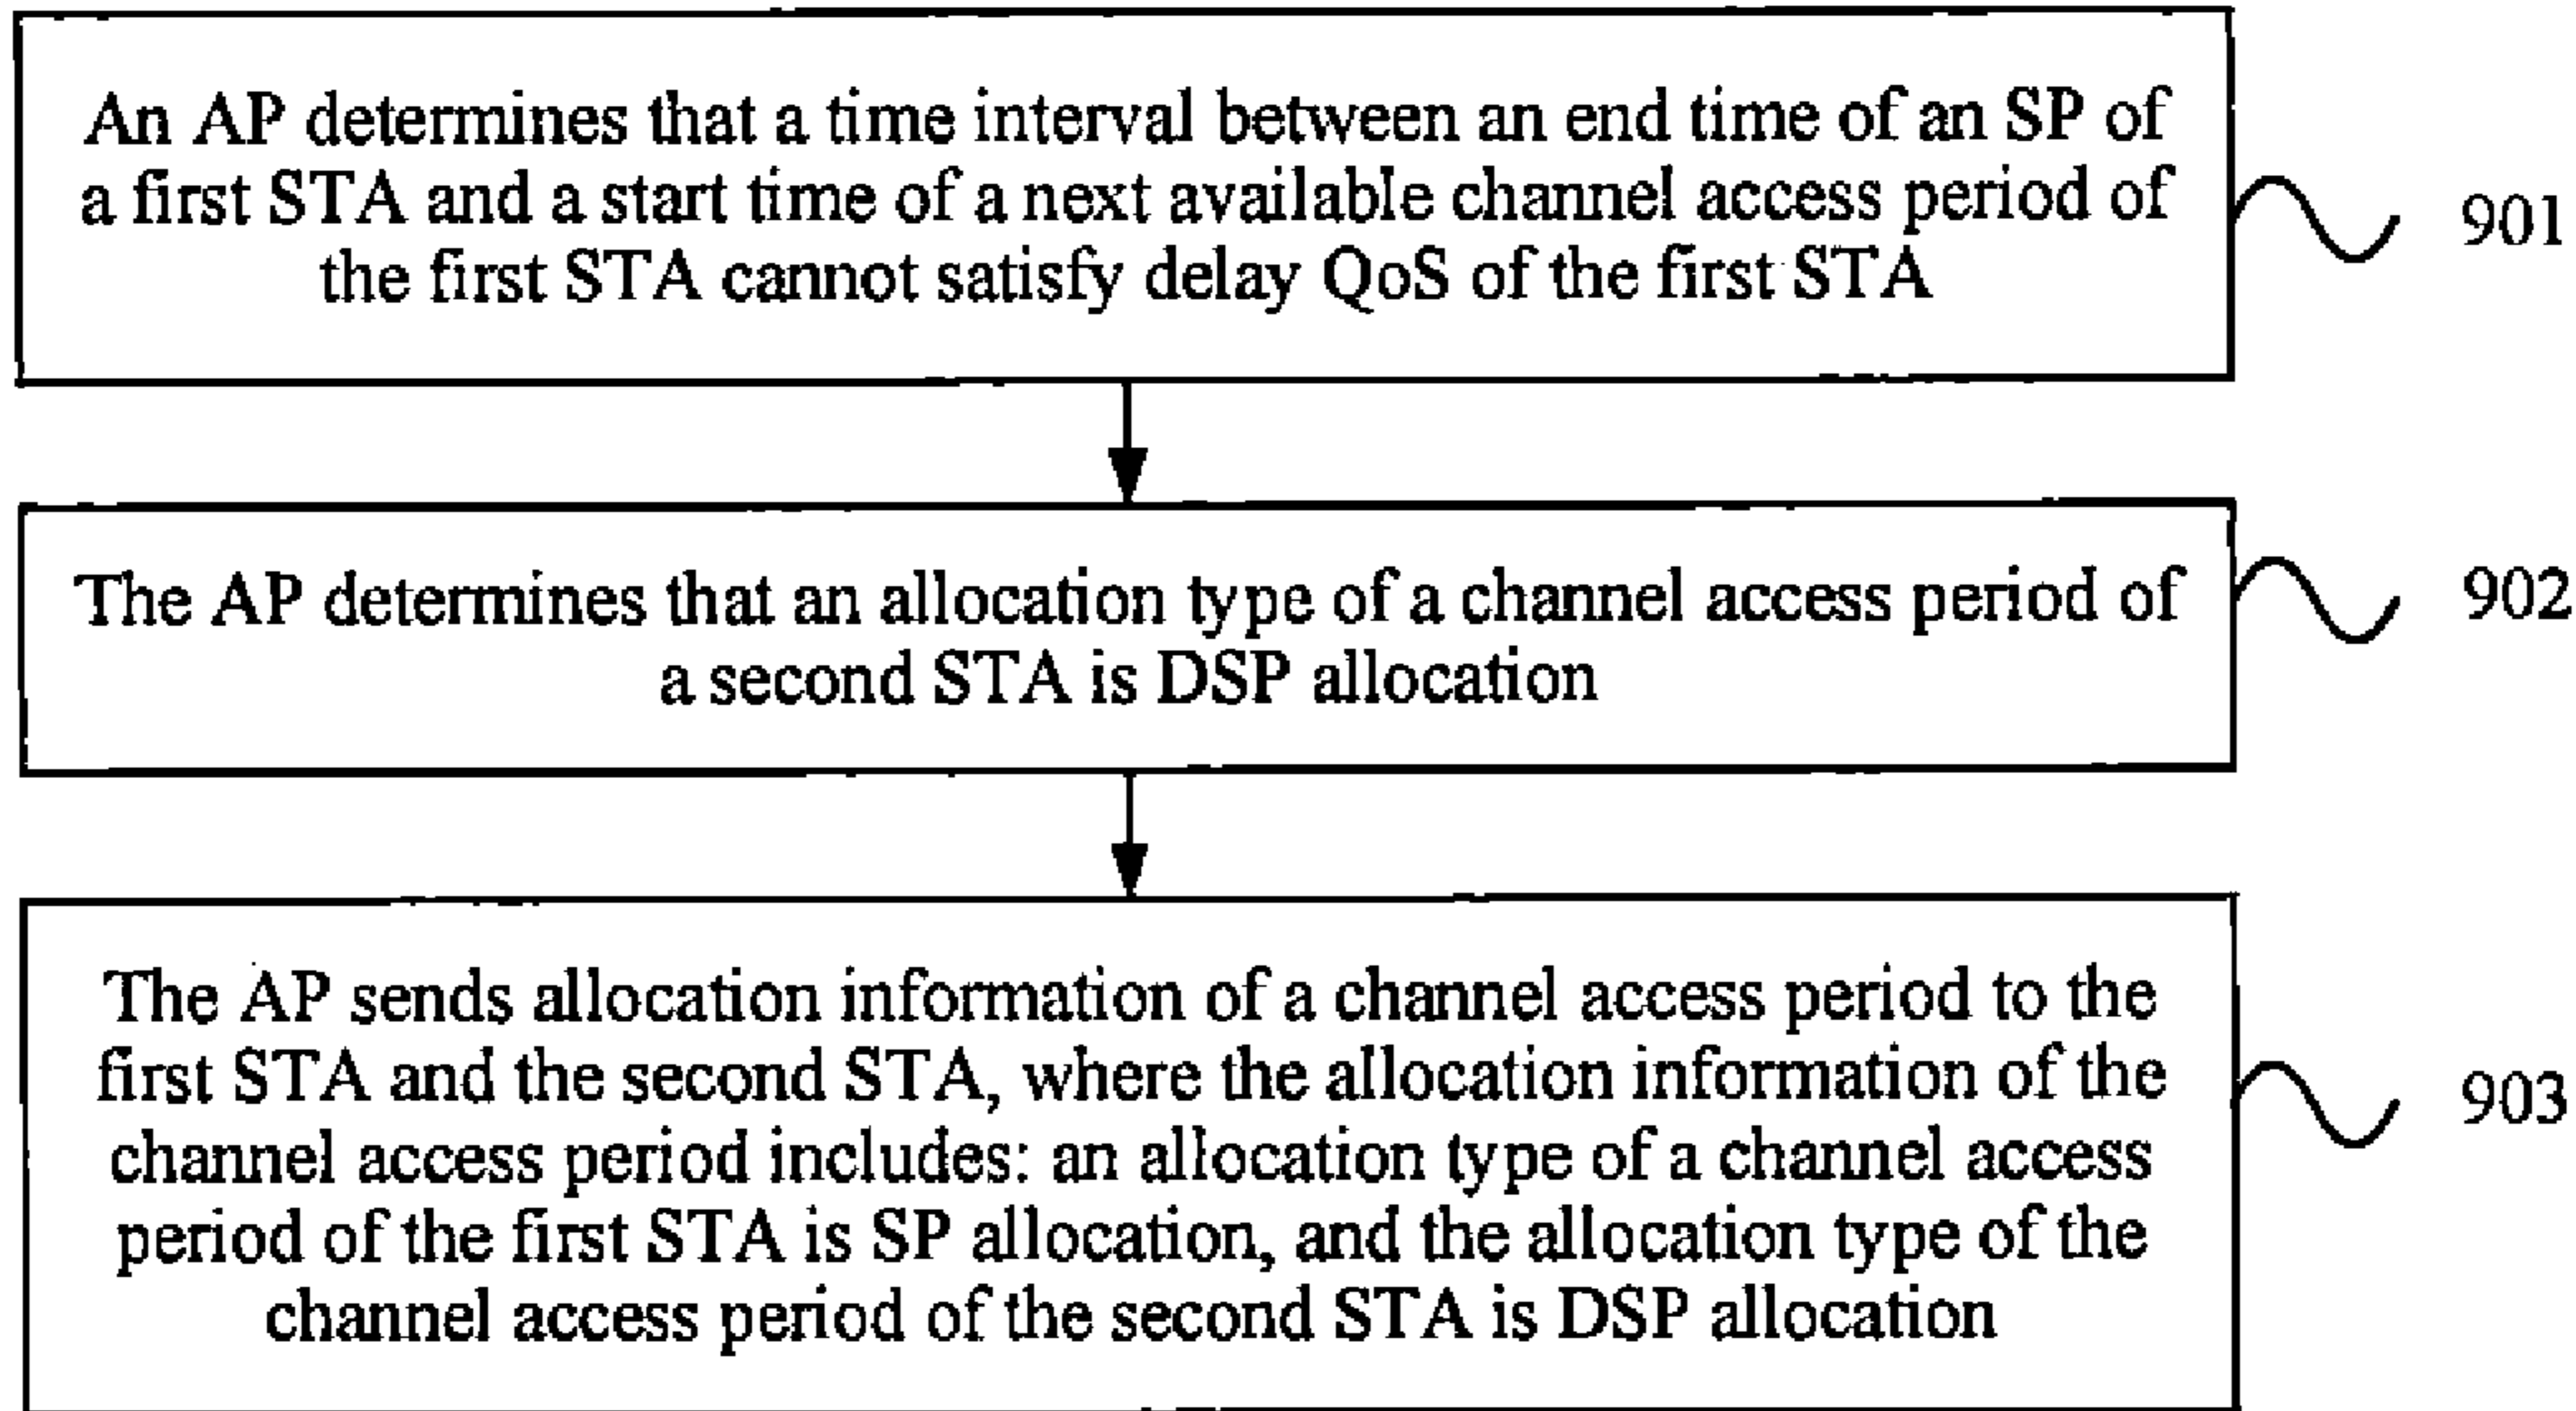 An AP determines that a time interval between an end time of an SP of
a first STA and a start time of a next available channel access period of
the first STA cannot satisfy delay QoS of the first STA
901
The AP determines that an allocation type of a channel access period of
a second STA is DSP allocation
902
The AP sends allocation information of a channel access period to the
first STA and the second STA, where the allocation information of the
channel access period includes: an allocation type of a channel access
period of the first STA is SP allocation, and the allocation type of the
channel access period of the second STA is DSP allocation
903